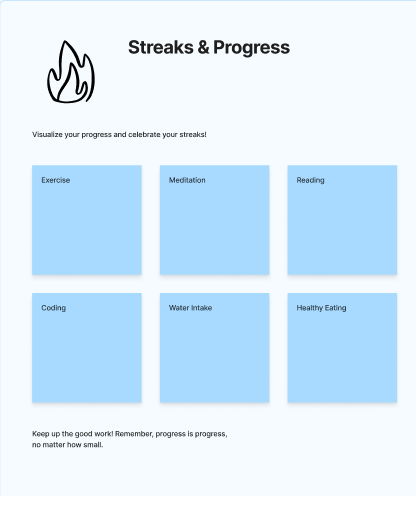 Streaks & Progress
Visualize your progress and celebrate your streaks!
Exercise
Meditation
Reading
Coding
Water Intake
Healthy Eating
Keep up the good work! Remember, progress is progress,
no matter how small.